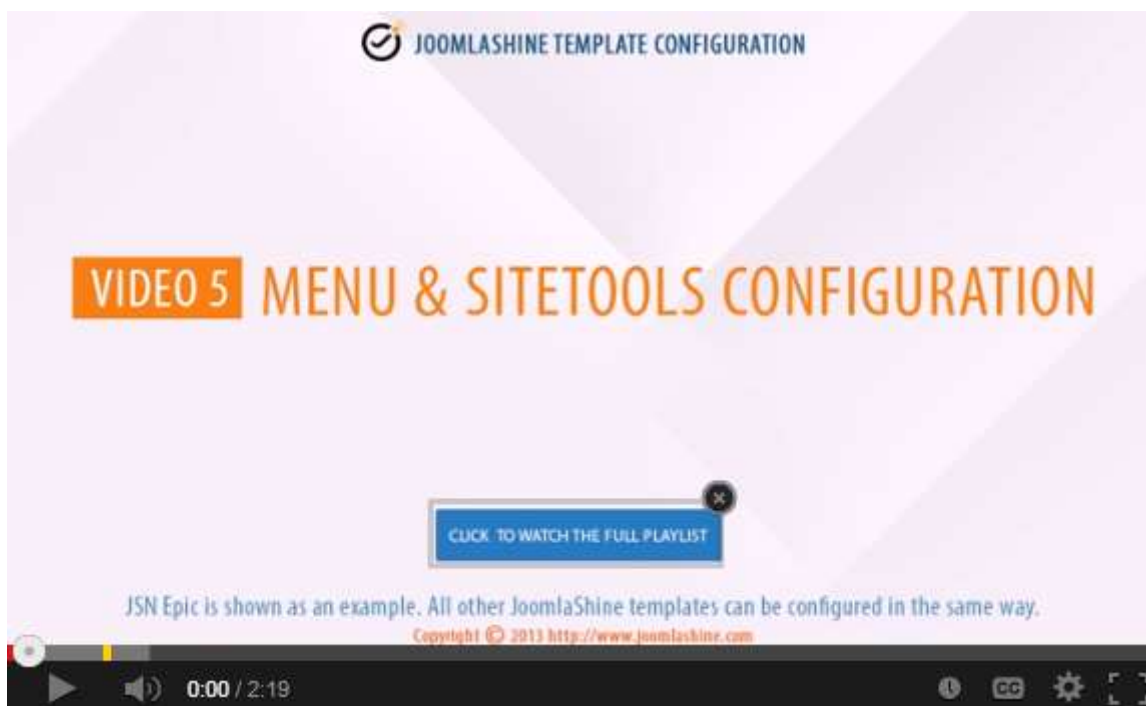 JOOMLASHINE TEMPLATE CONFIGURATION
VIDEO 5 MENU & SITETOOLS CONFIGURATION
CLICK TO WATCH THE FULL PLAYLIST
JSN Epic is shown as an example. All other JoomlaShine templates can be configured in the same way.
Copyright © 2013 http://www.joomlashine.com
0:00 / 2:19
CC